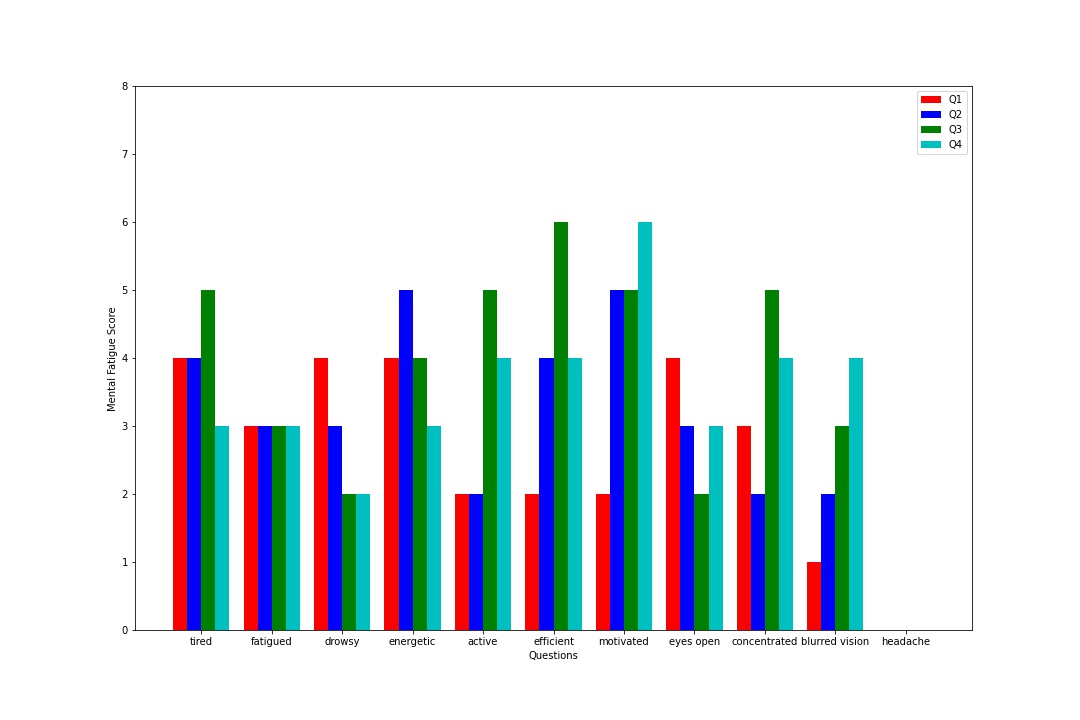 8
7
6
5
4
3
2
1
0
Mental Fatigue Score
Q1
Q2
Q3
Q4
tired fatigued drowsy energetic active efficient motivated eyes open concentrated blurred vision headache
Questions